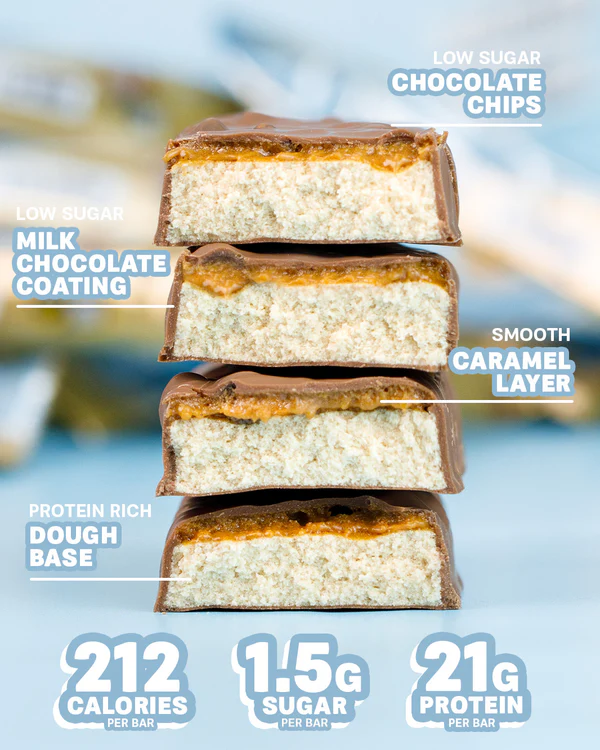 LOW SUGAR
CHOCOLATE
CHIPS
LOW SUGAR
MILK
CHOCOLATE
COATING
SMOOTH
CARAMEL
LAYER
PROTEIN RICH
DOUGH
BASE
212
CALORIES
PER BAR
1.5G
SUGAR
PER BAR
21G
PROTEIN
PER BAR